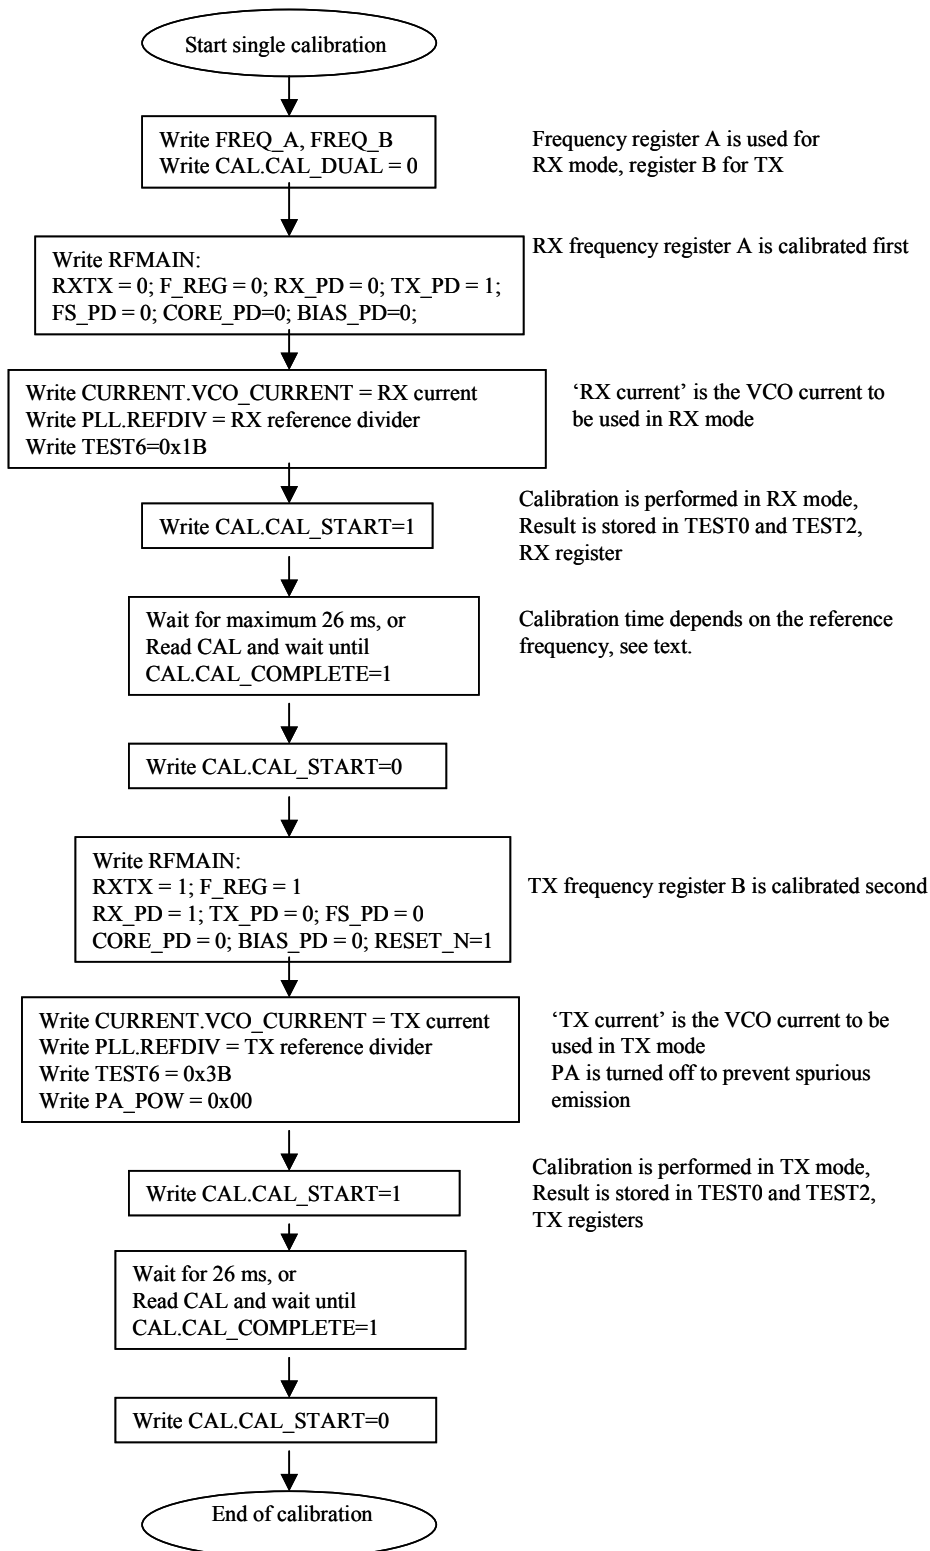 Start single calibration
Write FREQ_A, FREQ_B
Write CAL.CAL_DUAL = 0
Frequency register A is used for
RX mode, register B for TX
Write RFMAIN:
RXTX = 0; F_REG = 0; RX_PD = 0; TX_PD = 1;
FS_PD = 0; CORE_PD=0; BIAS_PD=0;
RX frequency register A is calibrated first
Write CURRENT.VCO_CURRENT = RX current
Write PLL.REFDIV = RX reference divider
Write TEST6=0x1B
‘RX current’ is the VCO current to
be used in RX mode
Write CAL.CAL_START=1
Calibration is performed in RX mode,
Result is stored in TEST0 and TEST2,
RX register
Wait for maximum 26 ms, or
Read CAL and wait until
CAL.CAL_COMPLETE=1
Calibration time depends on the reference
frequency, see text.
Write CAL.CAL_START=0
Write RFMAIN:
RXTX = 1; F_REG = 1
RX_PD = 1; TX_PD = 0; FS_PD = 0
CORE_PD = 0; BIAS_PD = 0; RESET_N=1
TX frequency register B is calibrated second
Write CURRENT.VCO_CURRENT = TX current
Write PLL.REFDIV = TX reference divider
Write TEST6 = 0x3B
Write PA_POW = 0x00
‘TX current’ is the VCO current to be
used in TX mode
PA is turned off to prevent spurious
emission
Write CAL.CAL_START=1
Calibration is performed in TX mode,
Result is stored in TEST0 and TEST2,
TX registers
Wait for 26 ms, or
Read CAL and wait until
CAL.CAL_COMPLETE=1
Write CAL.CAL_START=0
End of calibration